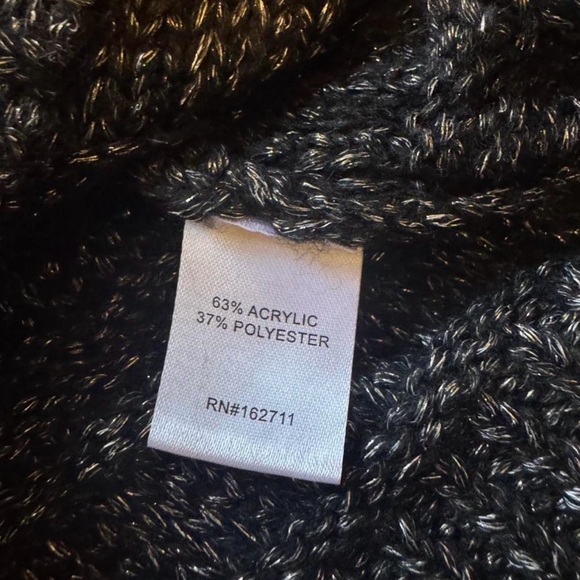 63% ACRYLIC
37% POLYESTER
RN#162711